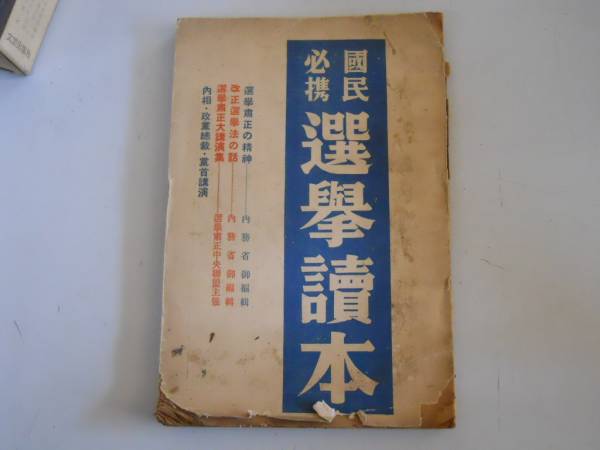 國民
必携
選擧讀本
選擧肅正の精神——內務省御編輯
改正選擧法の話——內務省御編輯
選擧肅正大講演集——選擧肅正中央聯盟主催
內相・政黨總裁・黨首講演